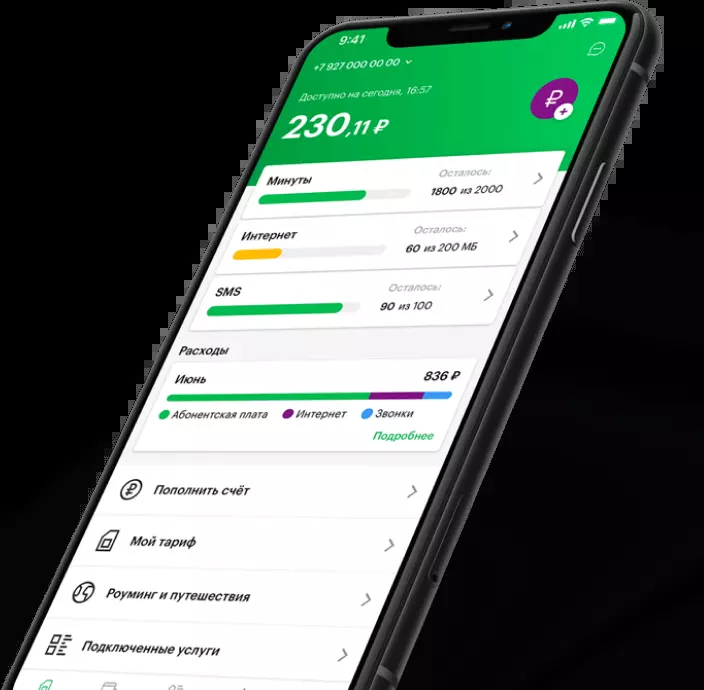 9:41
+7 927 000 00 00
Доступно на сегодня, 16:57
230,11 ₽
₽
Минуты
Осталось:
1800 из 2000
Интернет
Осталось:
60 из 200 МБ
SMS
Осталось:
90 из 100
Расходы
Июнь 836 ₽
Абонентская плата Интернет Звонки
Подробнее
Пополнить счёт
Мой тариф
Роуминг и путешествия
Подключенные услуги